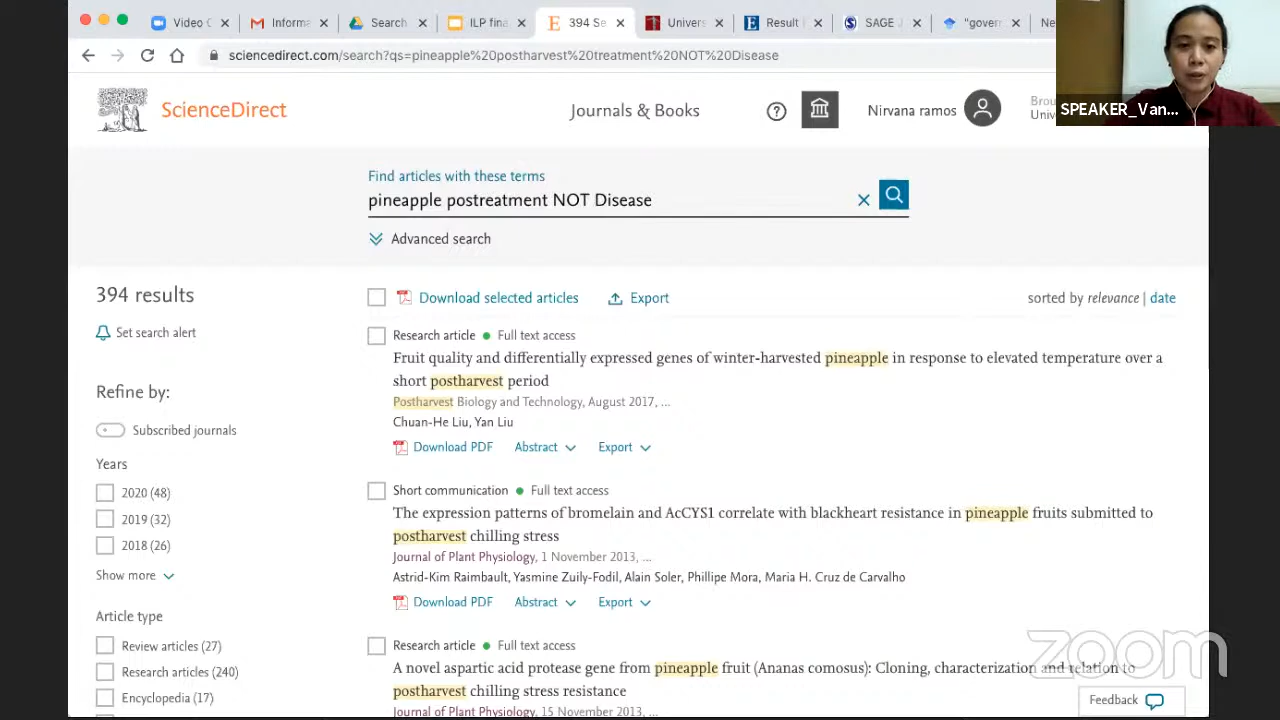 Video C
Informa
Search
ILP fina
394 Se
Univers
Result
SAGE J
"gover
Ne
sciencedirect.com/search?qs=pineapple%20postharvest%20treatment%20NOT%20Disease
ScienceDirect
Journals & Books
Nirvana ramos
Brou
Unive
SPEAKER_Van...
Find articles with these terms
pineapple postreatment NOT Disease
Advanced search
394 results
Set search alert
Refine by:
Subscribed journals
Years
2020 (48)
2019 (32)
2018 (26)
Show more
Article type
Review articles (27)
Research articles (240)
Encyclopedia (17)
Download selected articles
Export
sorted by relevance | date
Research article ● Full text access
Fruit quality and differentially expressed genes of winter-harvested pineapple in response to elevated temperature over a
short postharvest period
Postharvest Biology and Technology, August 2017, ...
Chuan-He Liu, Yan Liu
Download PDF Abstract Export
Short communication ● Full text access
The expression patterns of bromelain and AcCYS1 correlate with blackheart resistance in pineapple fruits submitted to
postharvest chilling stress
Journal of Plant Physiology, 1 November 2013, ...
Astrid-Kim Raimbault, Yasmine Zuily-Fodil, Alain Soler, Phillipe Mora, Maria H. Cruz de Carvalho
Download PDF Abstract Export
Research article ● Full text access
A novel aspartic acid protease gene from pineapple fruit (Ananas comosus): Cloning, characterization and relation to
postharvest chilling stress resistance
Journal of Plant Physiology, 15 November 2013, ...
zoom
Feedback